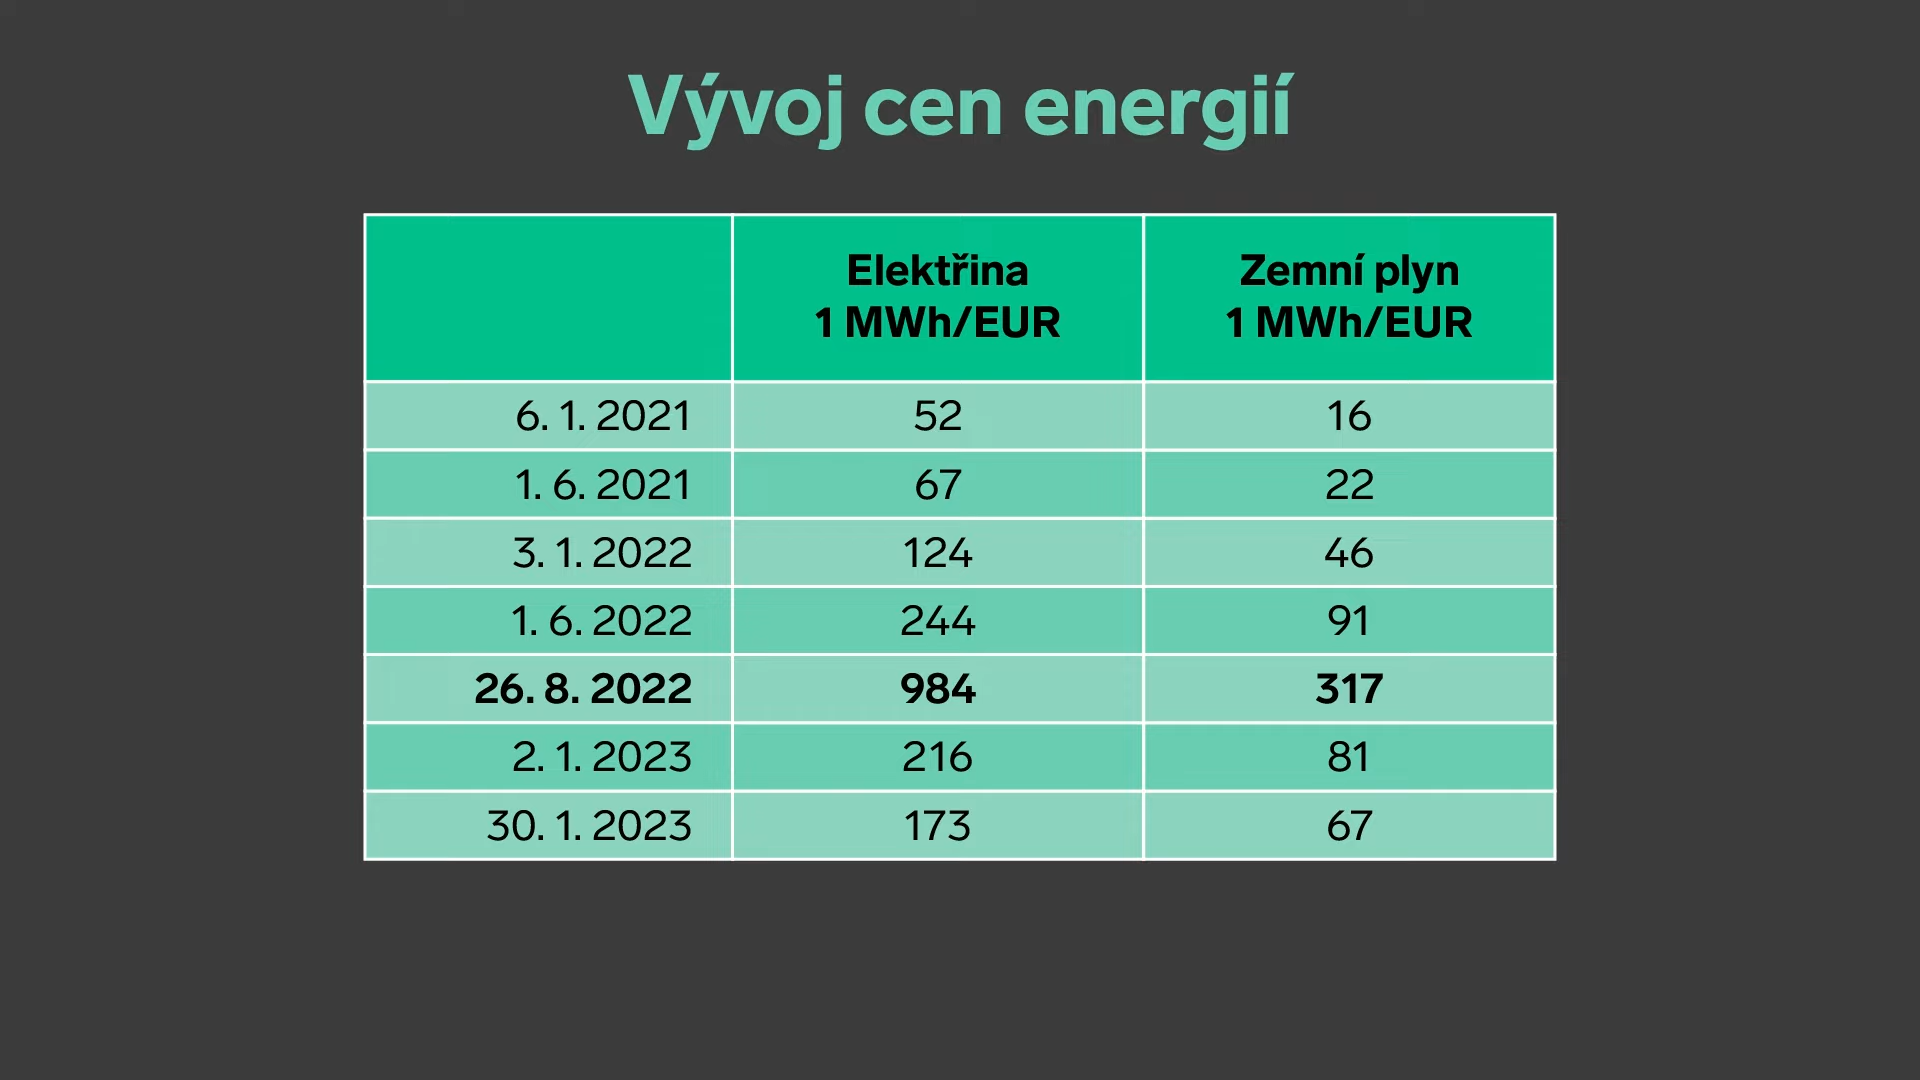 Vývoj cen energií
Elektřina
1 MWh/EUR
Zemní plyn
1 MWh/EUR
6. 1. 2021 52 16
1. 6. 2021 67 22
3. 1. 2022 124 46
1. 6. 2022 244 91
26. 8. 2022 984 317
2. 1. 2023 216 81
30. 1. 2023 173 67